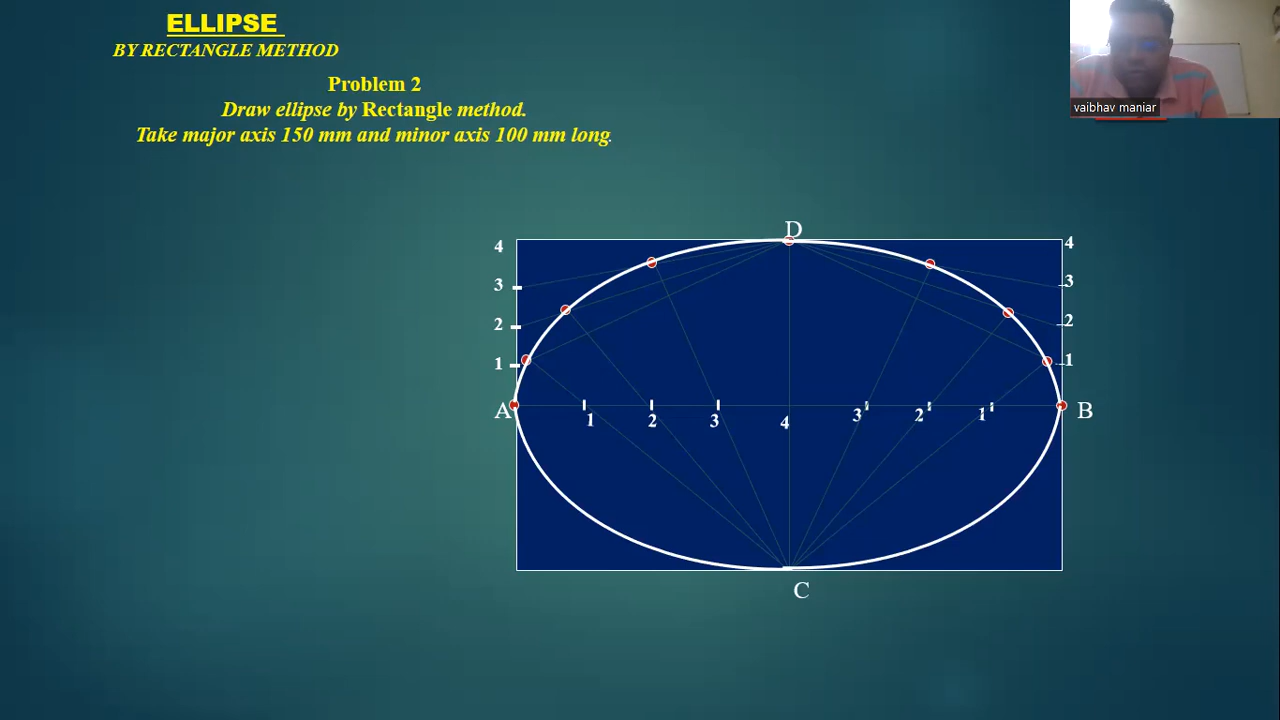 ELLIPSE
BY RECTANGLE METHOD
Problem 2
Draw ellipse by Rectangle method.
Take major axis 150 mm and minor axis 100 mm long.
vaibhav maniar
D
4
4
3
3
2
2
1
1
A
1
2
3
4
3'
2'
1'
B
C